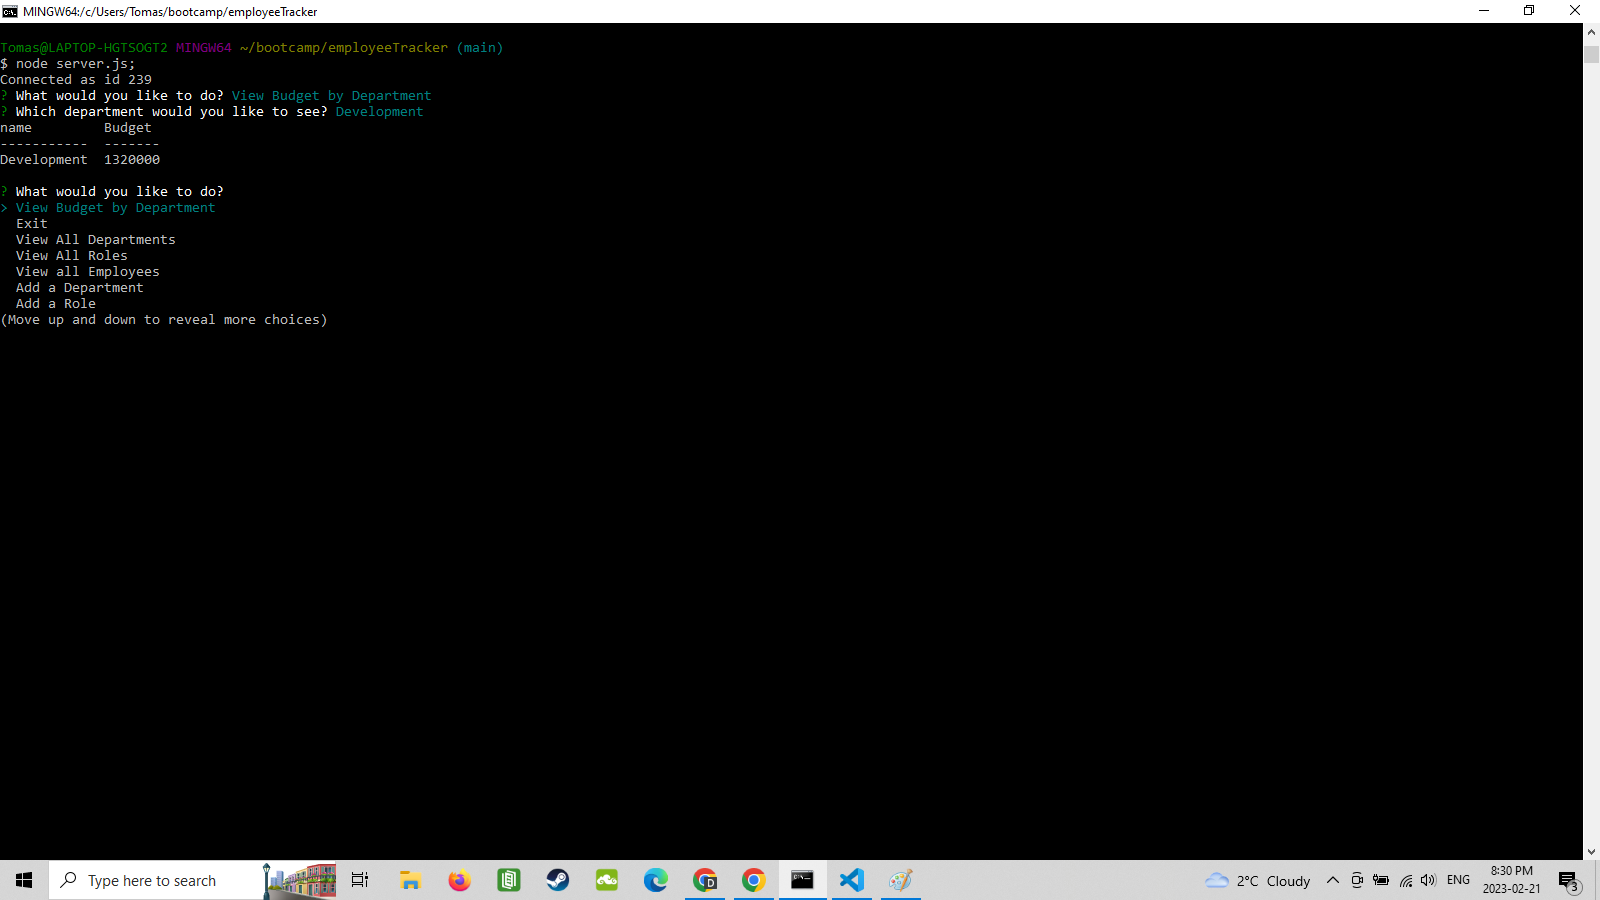 MINGW64:/c/Users/Tomas/bootcamp/employeeTracker
Tomas@LAPTOP-HGTSOGT2 MINGW64 ~/bootcamp/employeeTracker (main)
$ node server.js;
Connected as id 239
? What would you like to do? View Budget by Department
? Which department would you like to see? Development
name         Budget
-----------  -------
Development  1320000
? What would you like to do?
> View Budget by Department
  Exit
  View All Departments
  View All Roles
  View all Employees
  Add a Department
  Add a Role
(Move up and down to reveal more choices)
Type here to search
D
2°C Cloudy
ENG
8:30 PM
2023-02-21
3